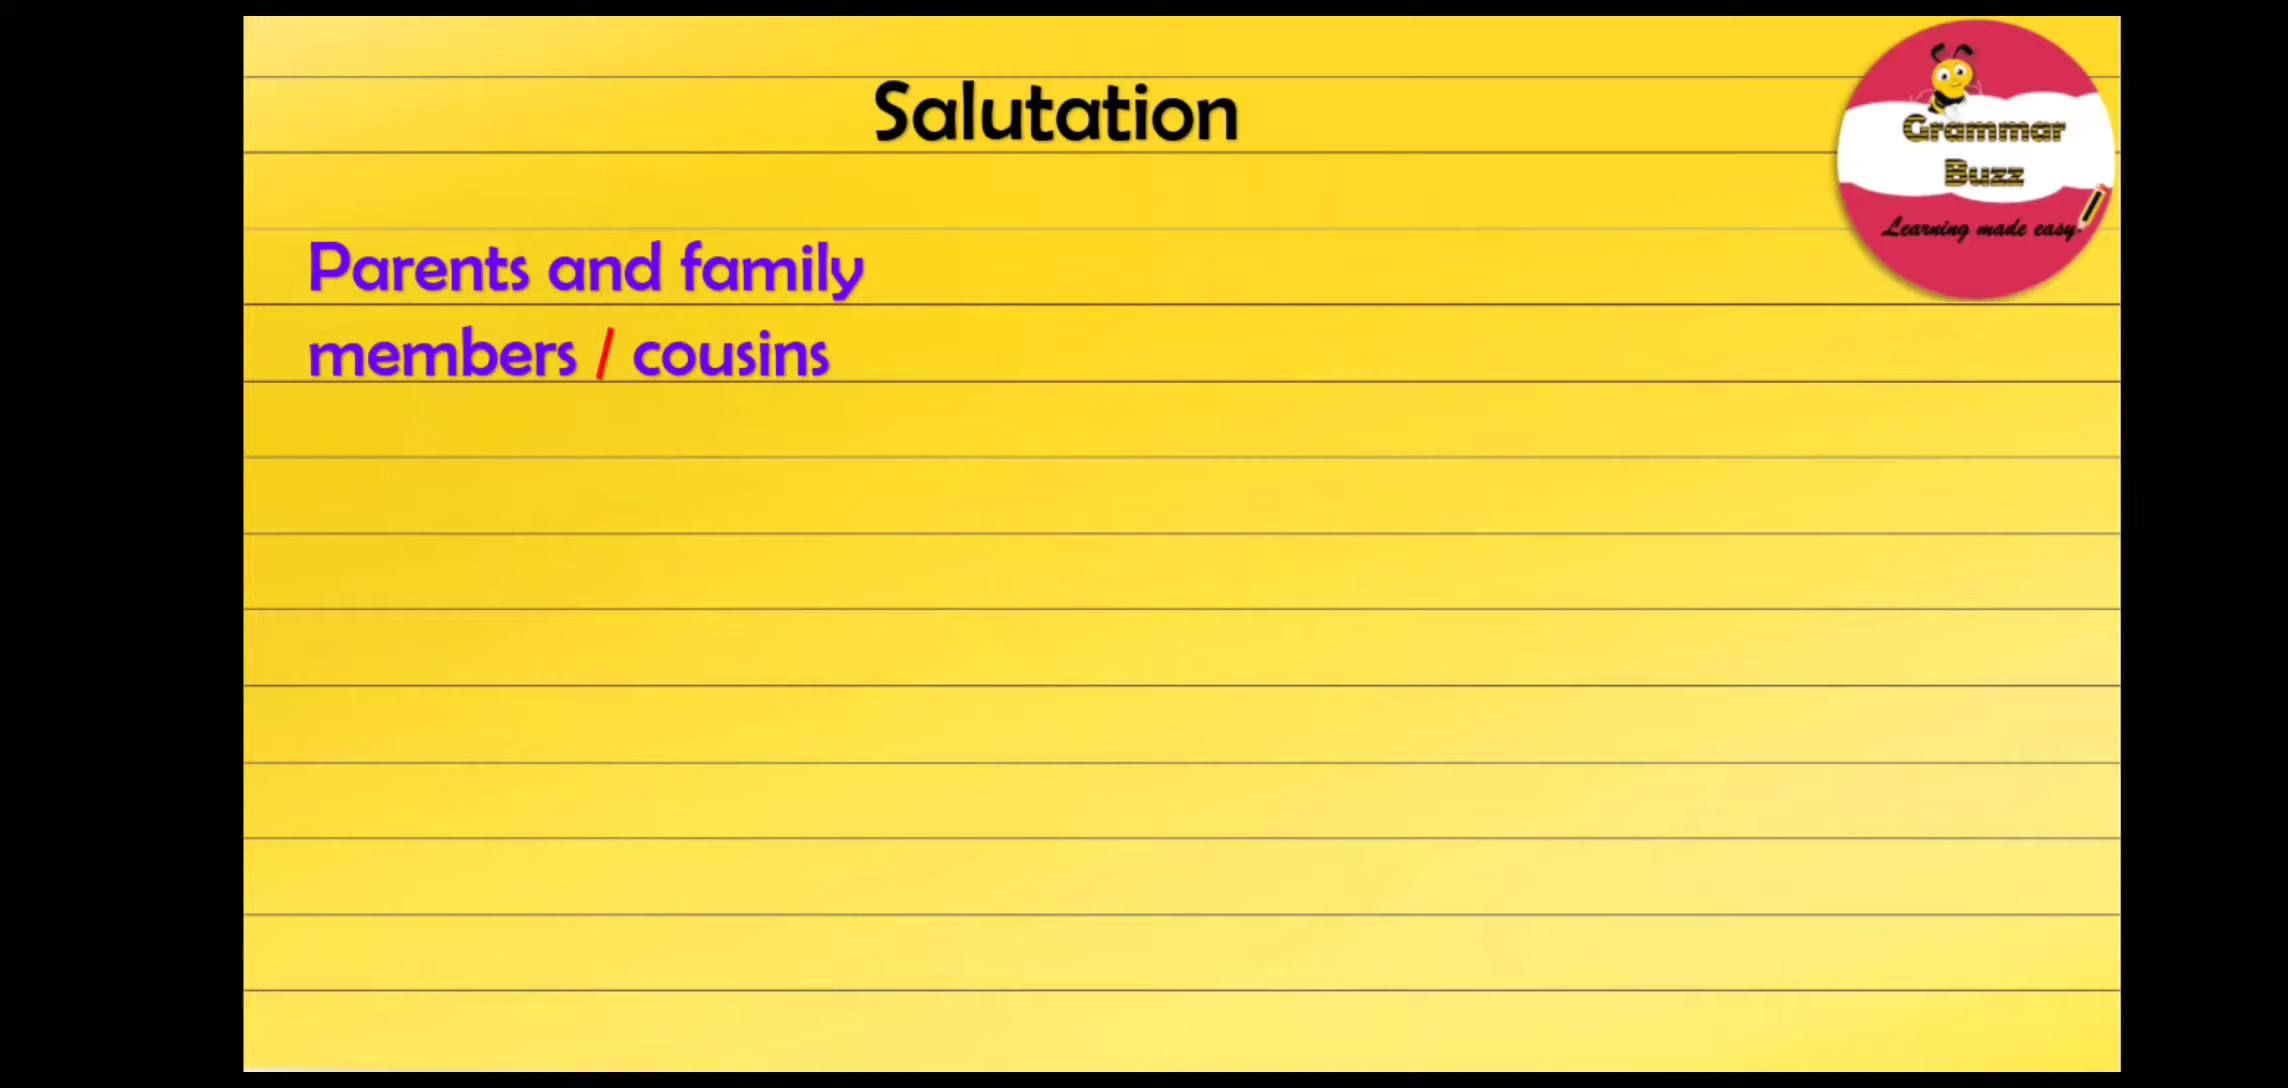 Salutation
Grammar
Buzz
Learning made easy.
Parents and family
members / cousins